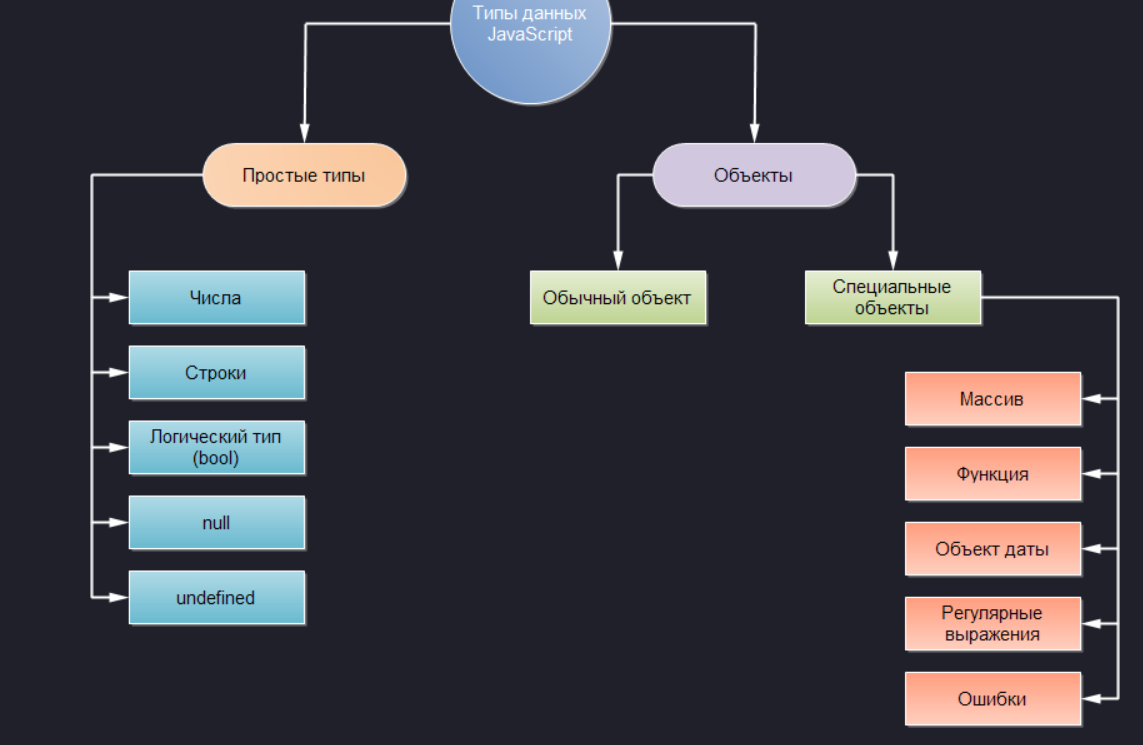 Типы данных
JavaScript
Простые типы
Объекты
Числа
Строки
Логический тип
(bool)
null
undefined
Обычный объект
Специальные
объекты
Массив
Функция
Объект даты
Регулярные
выражения
Ошибки